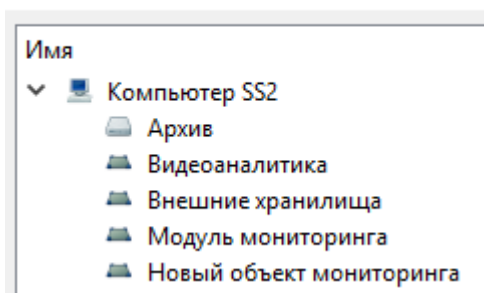 Имя
Компьютер SS2
Архив
Видеоаналитика
Внешние хранилища
Модуль мониторинга
Новый объект мониторинга